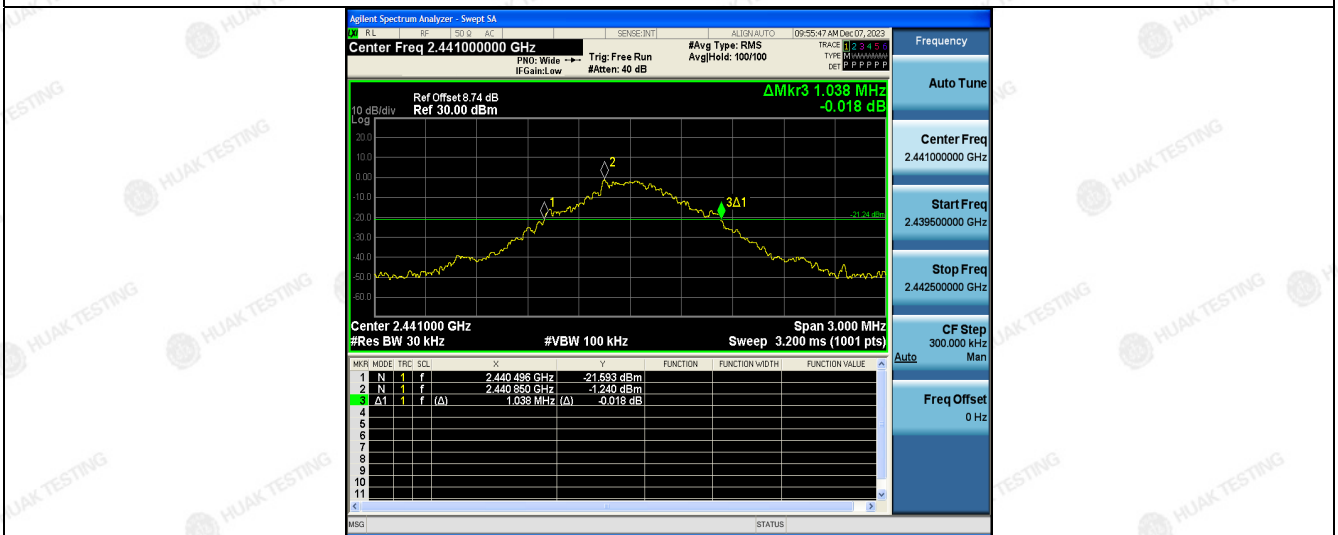 Agilent Spectrum Analyzer - Swept SA
RL RF 50 Ω AC SENSE:INT ALIGN AUTO 09:55:47 AM Dec 07, 2023
Center Freq 2.441000000 GHz
PNO: Wide
IFGain:Low
Trig: Free Run
#Atten: 40 dB
#Avg Type: RMS
Avg|Hold: 100/100
TRACE 1 2 3 4 5 6
TYPE M W W W W W
DET P P P P P P
Ref Offset 8.74 dB
Ref 30.00 dBm
10 dB/div
Log
ΔMkr3 1.038 MHz
-0.018 dB
20.0
10.0
0.00
-10.0
-20.0
-30.0
-40.0
-50.0
-60.0
1
2
3Δ1
-21.24 dBm
Center 2.441000 GHz
Span 3.000 MHz
#Res BW 30 kHz
#VBW 100 kHz
Sweep 3.200 ms (1001 pts)
MKR MODE TRC SCL X Y FUNCTION FUNCTION WIDTH FUNCTION VALUE
1 N 1 f 2.440 496 GHz -21.593 dBm
2 N 1 f 2.440 850 GHz -1.240 dBm
3 Δ1 1 f (Δ) 1.038 MHz (Δ) -0.018 dB
4
5
6
7
8
9
10
11
MSG STATUS
Frequency
Auto Tune
Center Freq
2.441000000 GHz
Start Freq
2.439500000 GHz
Stop Freq
2.442500000 GHz
CF Step
300.000 kHz
Auto Man
Freq Offset
0 Hz
HUAK TESTING
HUAK TESTING
HUAK TESTING
HUAK TESTING
HUAK TESTING
HUAK TESTING